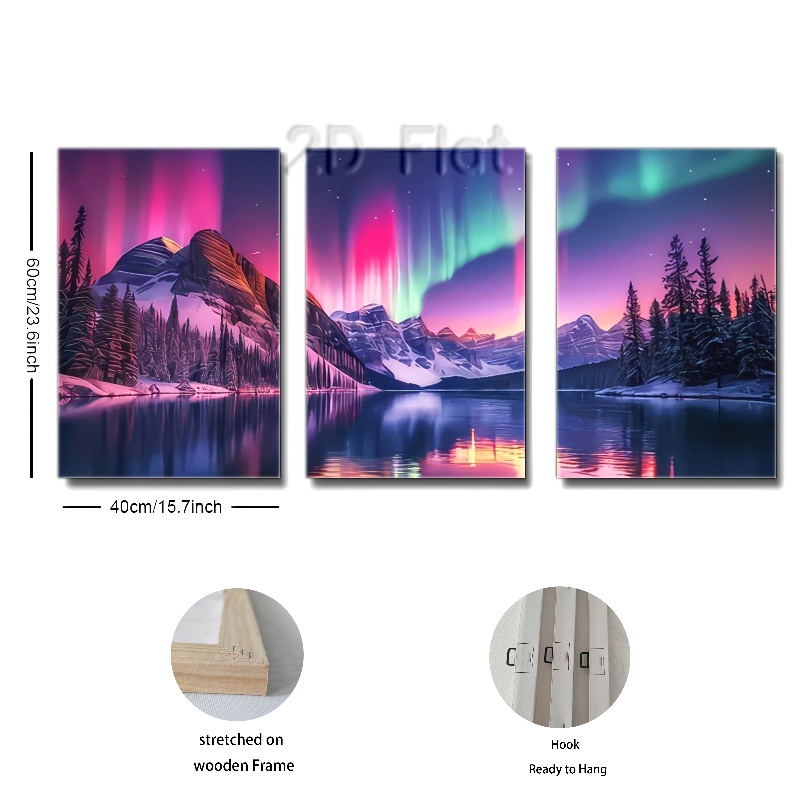 2D Flat
60cm/23.6inch
40cm/15.7inch
stretched on
wooden Frame
Hook
Ready to Hang